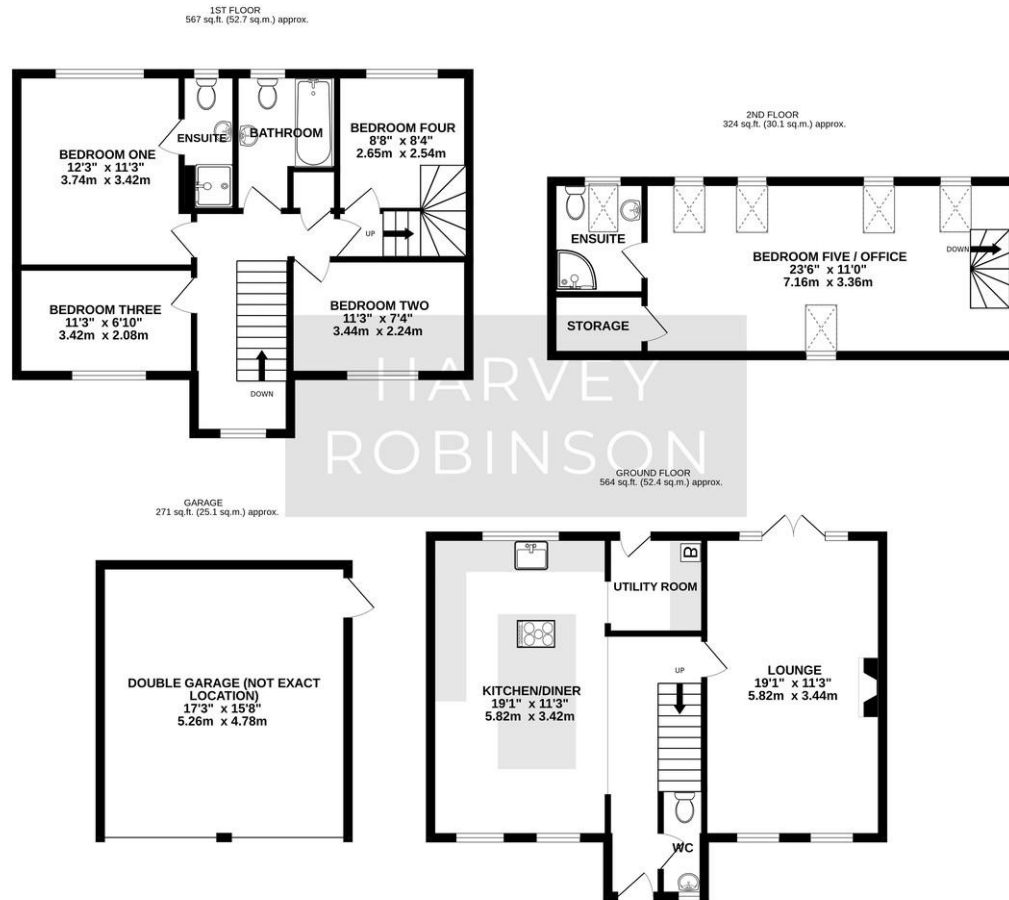 1ST FLOOR
567 sq.ft. (52.7 sq.m.) approx.
BEDROOM ONE
12'3" x 11'3"
3.74m x 3.42m
ENSUITE
BATHROOM
BEDROOM FOUR
8'8" x 8'4"
2.65m x 2.54m
UP
BEDROOM THREE
11'3" x 6'10"
3.42m x 2.08m
DOWN
BEDROOM TWO
11'3" x 7'4"
3.44m x 2.24m
2ND FLOOR
324 sq.ft. (30.1 sq.m.) approx.
ENSUITE
STORAGE
BEDROOM FIVE / OFFICE
23'6" x 11'0"
7.16m x 3.36m
DOWN
HARVEY
ROBINSON
GARAGE
271 sq.ft. (25.1 sq.m.) approx.
DOUBLE GARAGE (NOT EXACT
LOCATION)
17'3" x 15'8"
5.26m x 4.78m
GROUND FLOOR
564 sq.ft. (52.4 sq.m.) approx.
B
UTILITY ROOM
KITCHEN/DINER
19'1" x 11'3"
5.82m x 3.42m
UP
LOUNGE
19'1" x 11'3"
5.82m x 3.44m
WC